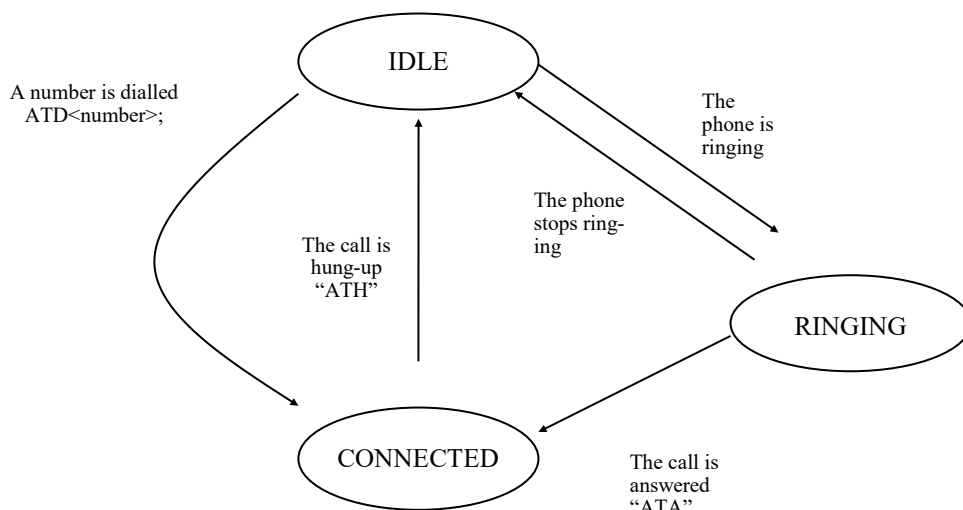 IDLE
A number is dialled
ATD<number>;
The
phone is
ringing
The phone
stops ring-
ing
The call is
hung-up
“ATH”
RINGING
CONNECTED
The call is
answered
“ATA”